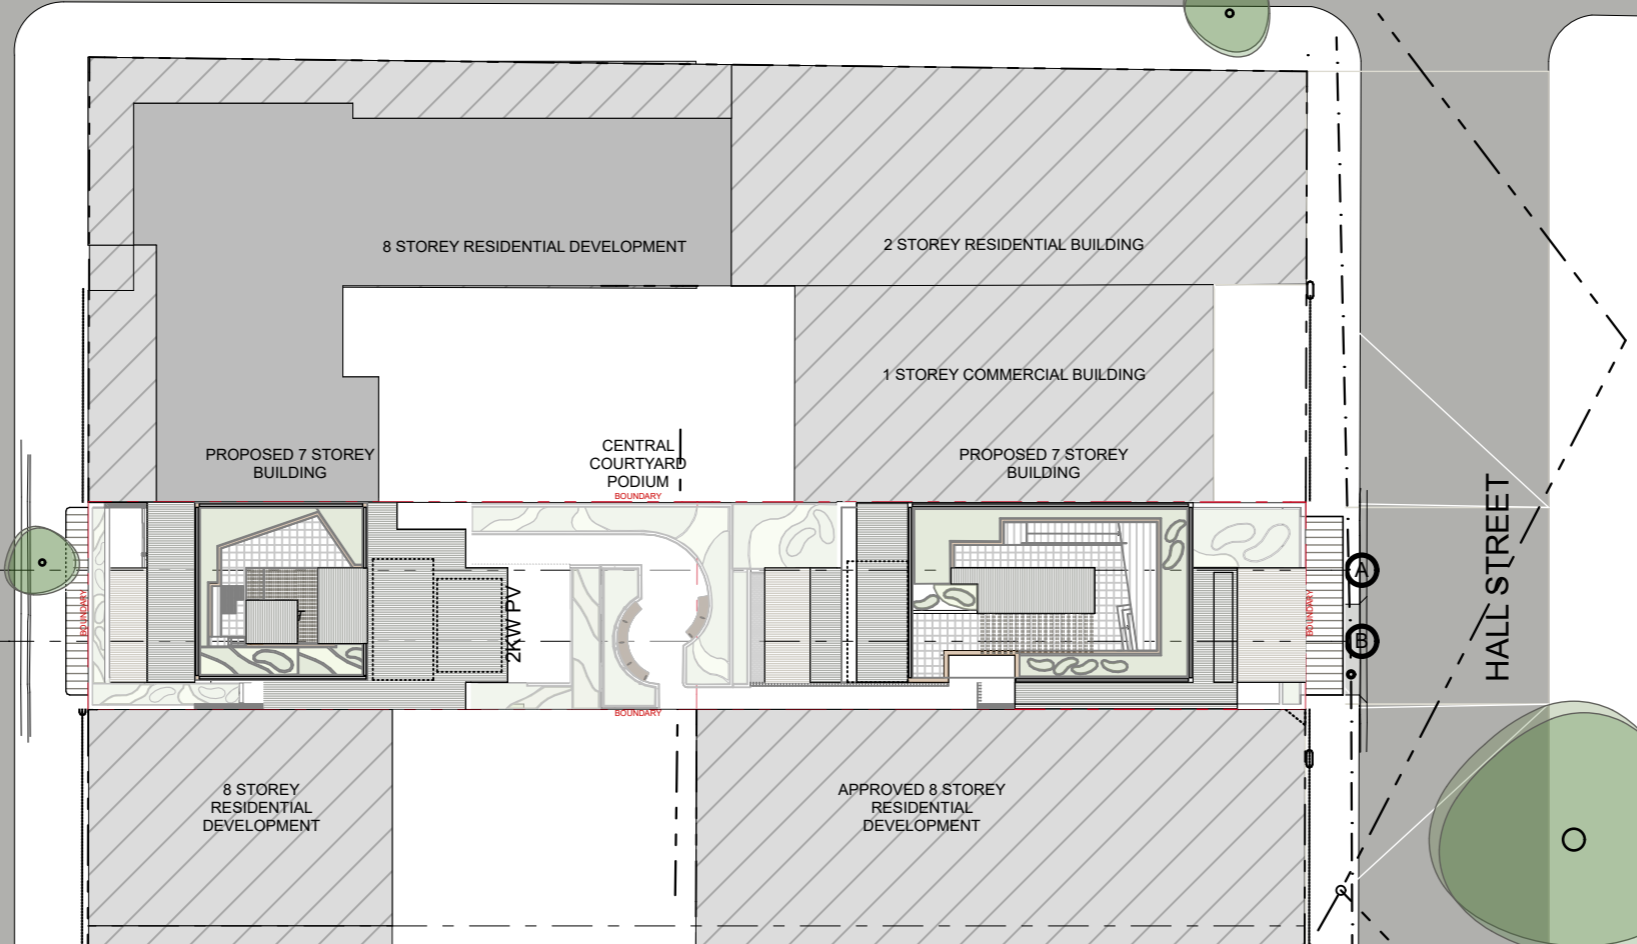 8 STOREY RESIDENTIAL DEVELOPMENT
2 STOREY RESIDENTIAL BUILDING
1 STOREY COMMERCIAL BUILDING
PROPOSED 7 STOREY
BUILDING
CENTRAL
COURTYARD
PODIUM
BOUNDARY
PROPOSED 7 STOREY
BUILDING
BOUNDARY
2KW PV
BOUNDARY
A
B
HALL STREET
BOUNDARY
8 STOREY
RESIDENTIAL
DEVELOPMENT
APPROVED 8 STOREY
RESIDENTIAL
DEVELOPMENT